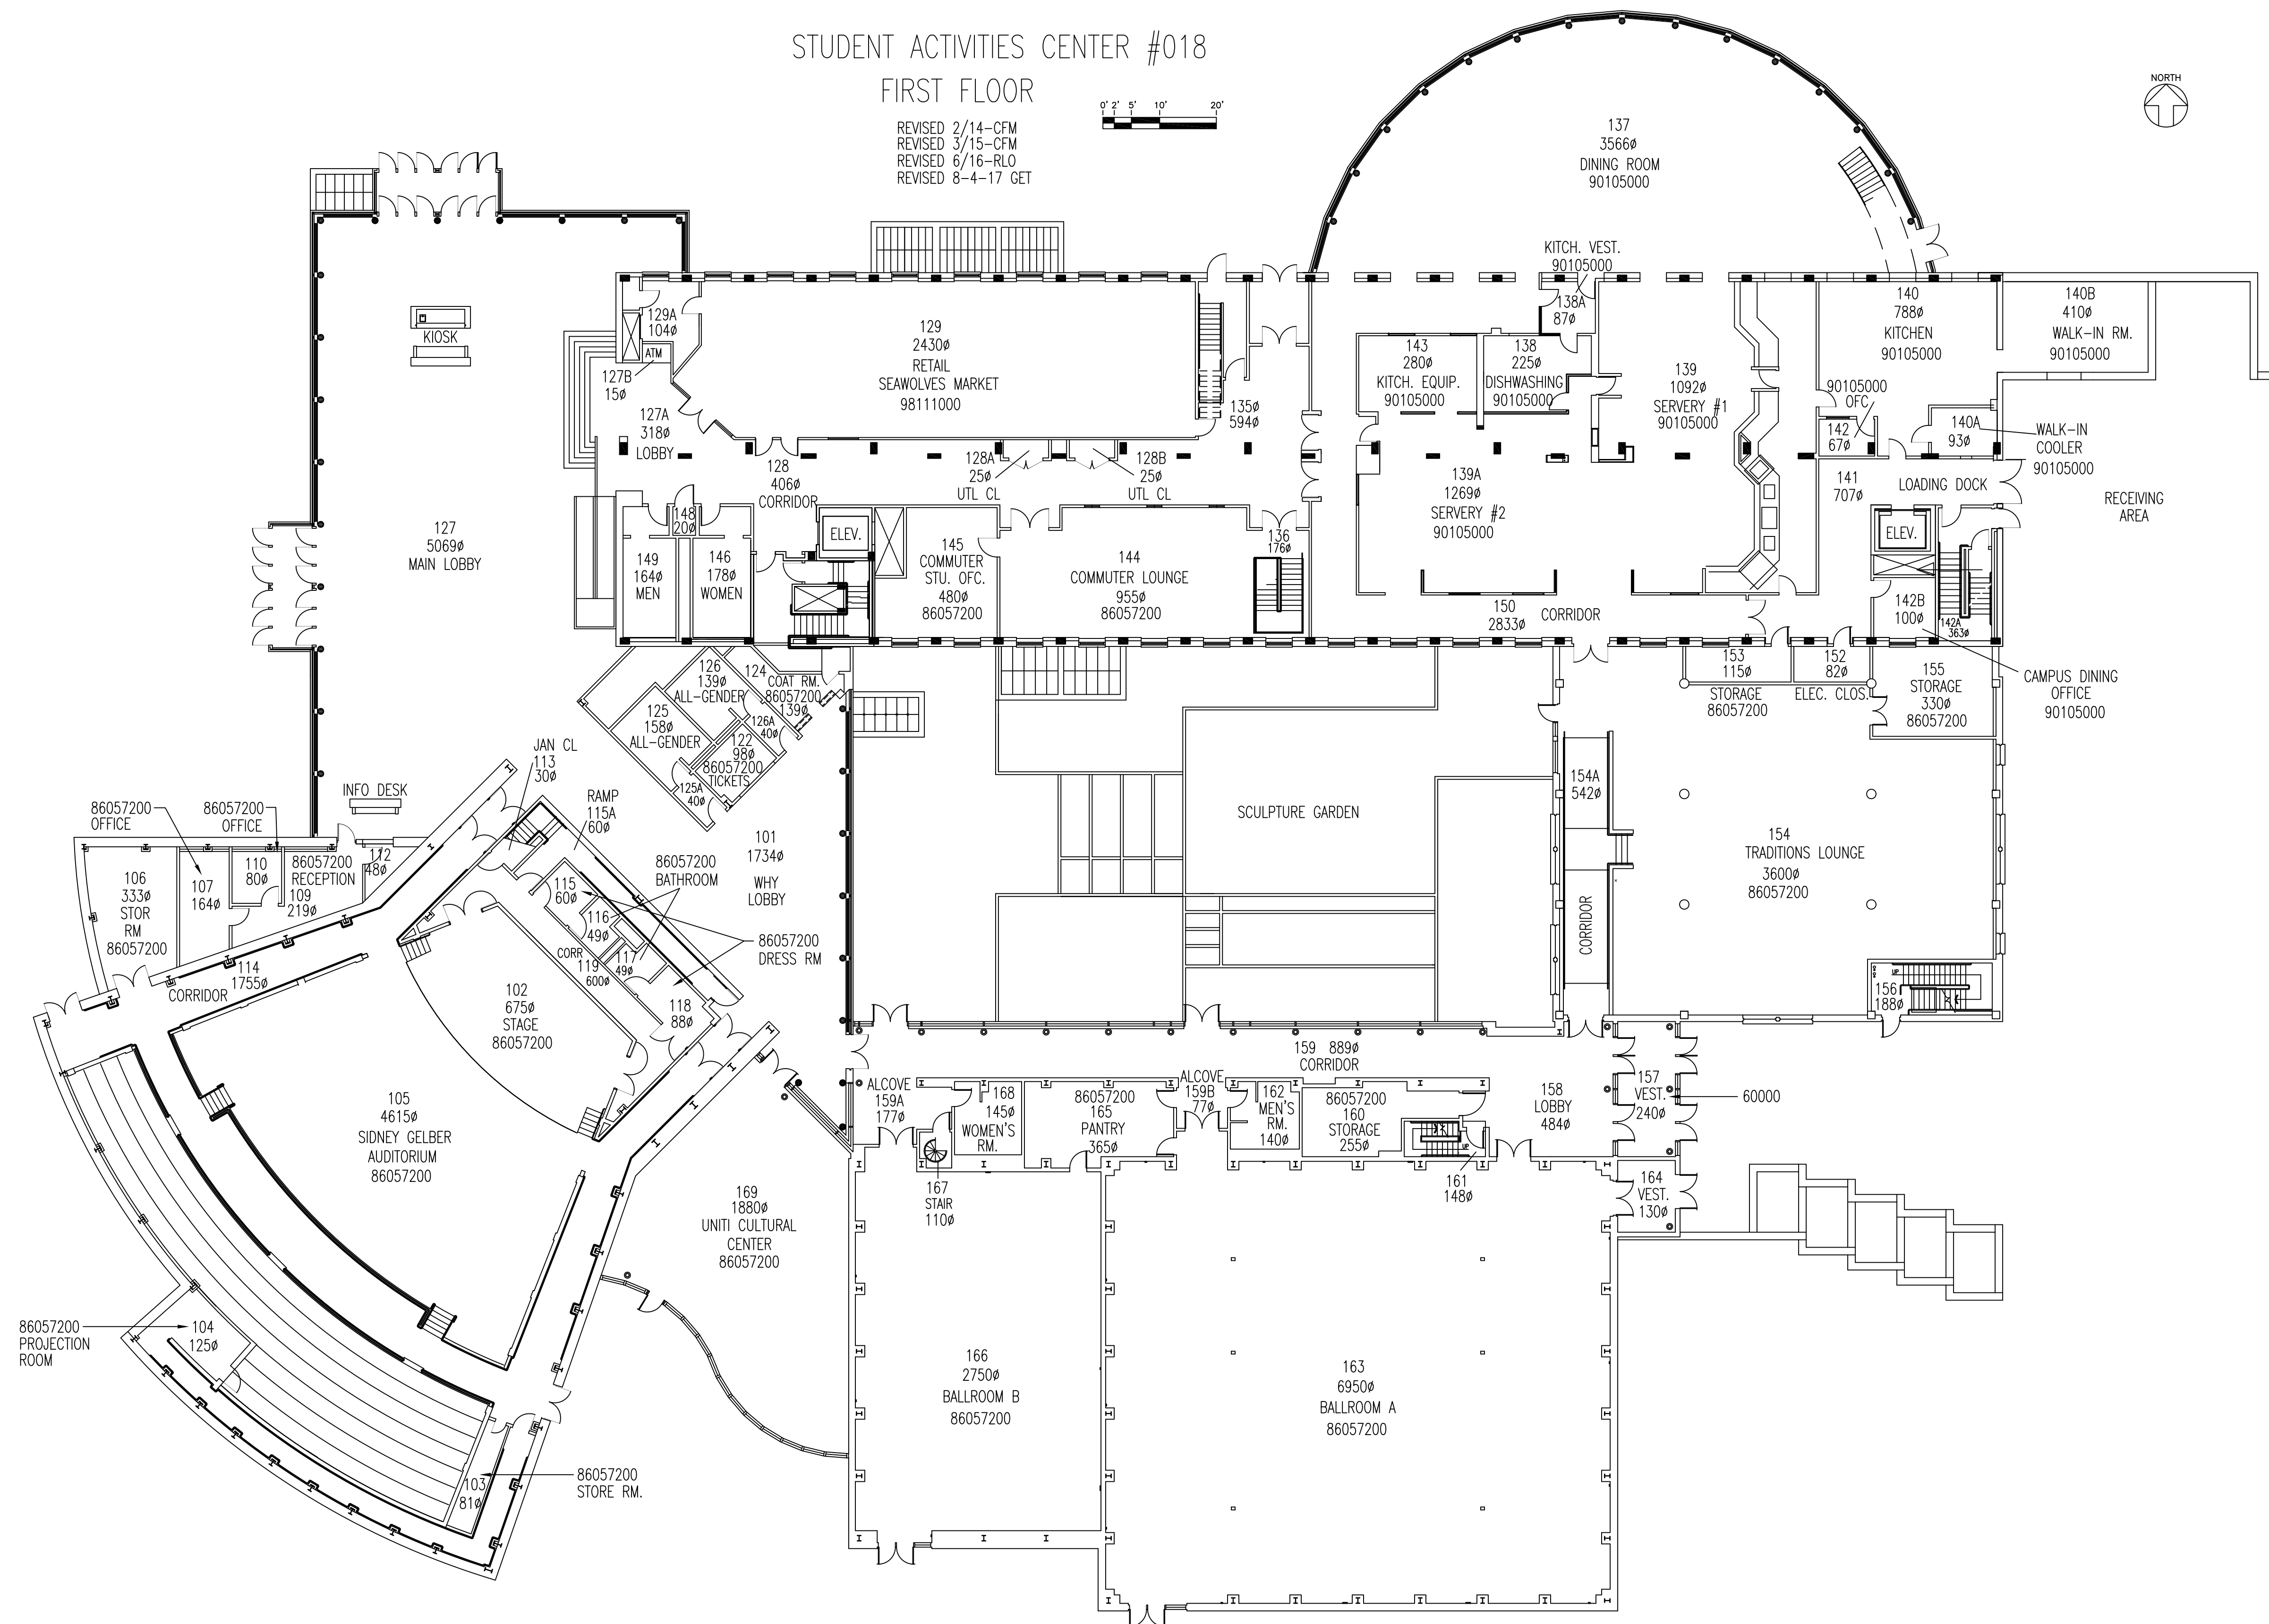 STUDENT ACTIVITIES CENTER #018
FIRST FLOOR
REVISED 2/14-CFM
REVISED 3/15-CFM
REVISED 6/16-RLO
REVISED 8-4-17 GET
0' 2' 5' 10' 20'
NORTH
137
3566ø
DINING ROOM
90105000
KITCH. VEST.
90105000
138A
87ø
KIOSK
129A
104ø
ATM
127B
15ø
127A
318ø
LOBBY
129
2430ø
RETAIL
SEAWOLVES MARKET
98111000
135ø
594ø
143
280ø
KITCH. EQUIP.
90105000
138
225ø
DISHWASHING
90105000
139
1092ø
SERVERY #1
90105000
140
788ø
KITCHEN
90105000
140B
410ø
WALK-IN RM.
90105000
90105000
OFC
142
67ø
140A
93ø
WALK-IN
COOLER
90105000
128
406ø
CORRIDOR
128A
25ø
UTL CL
128B
25ø
UTL CL
139A
1269ø
SERVERY #2
90105000
141
707ø
LOADING DOCK
RECEIVING
AREA
127
5069ø
MAIN LOBBY
148
20ø
149
164ø
MEN
146
178ø
WOMEN
ELEV.
145
COMMUTER
STU. OFC.
480ø
86057200
144
COMMUTER LOUNGE
955ø
86057200
136
176ø
ELEV.
150
2833ø
CORRIDOR
142B
100ø
142A
363ø
CAMPUS DINING
OFFICE
90105000
126
139ø
ALL-GENDER
124
COAT RM.
86057200
139ø
125
158ø
ALL-GENDER
126A
40ø
122
98ø
86057200
TICKETS
125A
40ø
153
115ø
STORAGE
86057200
152
82ø
ELEC. CLOS.
155
STORAGE
330ø
86057200
JAN CL
113
30ø
INFO DESK
RAMP
115A
60ø
86057200
OFFICE
86057200
OFFICE
154A
542ø
SCULPTURE GARDEN
101
1734ø
WHY
LOBBY
154
TRADITIONS LOUNGE
3600ø
86057200
106
333ø
STOR
RM
86057200
107
164ø
110
80ø
86057200
RECEPTION
109
219ø
112
48ø
86057200
BATHROOM
115
60ø
116
49ø
117
49ø
CORR
119
600ø
86057200
DRESS RM
118
88ø
CORRIDOR
114
1755ø
CORRIDOR
102
675ø
STAGE
86057200
UP
156
188ø
159 889ø
CORRIDOR
105
4615ø
SIDNEY GELBER
AUDITORIUM
86057200
ALCOVE
159A
177ø
168
145ø
WOMEN'S
RM.
86057200
165
PANTRY
365ø
ALCOVE
159B
77ø
162
MEN'S
RM.
140ø
86057200
160
STORAGE
255ø
UP
158
LOBBY
484ø
157
VEST.
240ø
60000
167
STAIR
110ø
161
148ø
164
VEST.
130ø
169
1880ø
UNITI CULTURAL
CENTER
86057200
86057200
PROJECTION
ROOM
104
125ø
166
2750ø
BALLROOM B
86057200
163
6950ø
BALLROOM A
86057200
103
81ø
86057200
STORE RM.